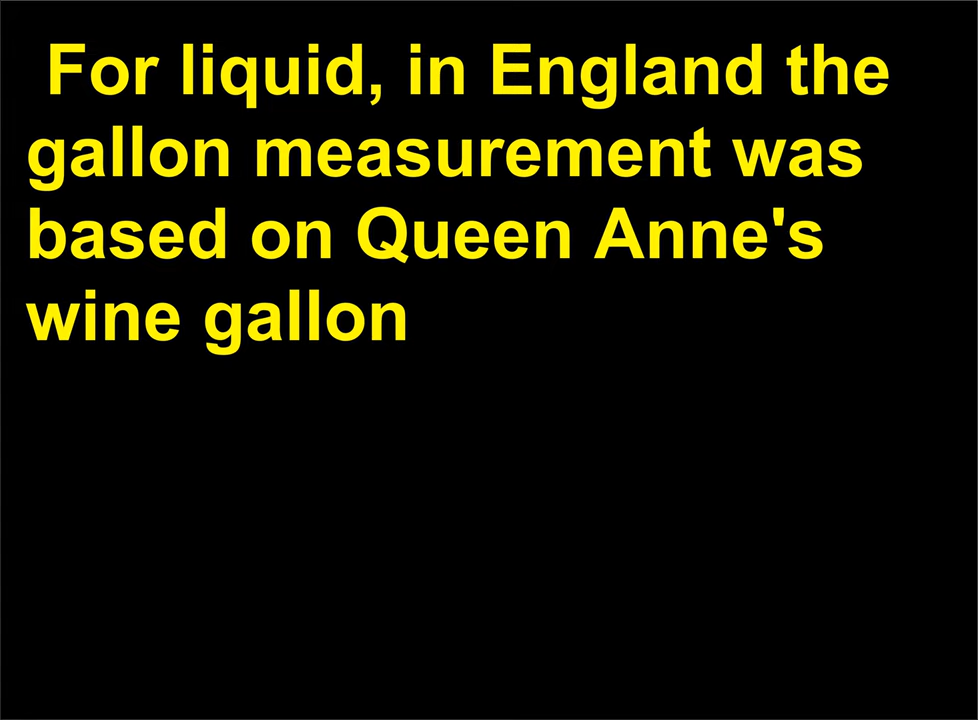 For liquid, in England the
gallon measurement was
based on Queen Anne's
wine gallon